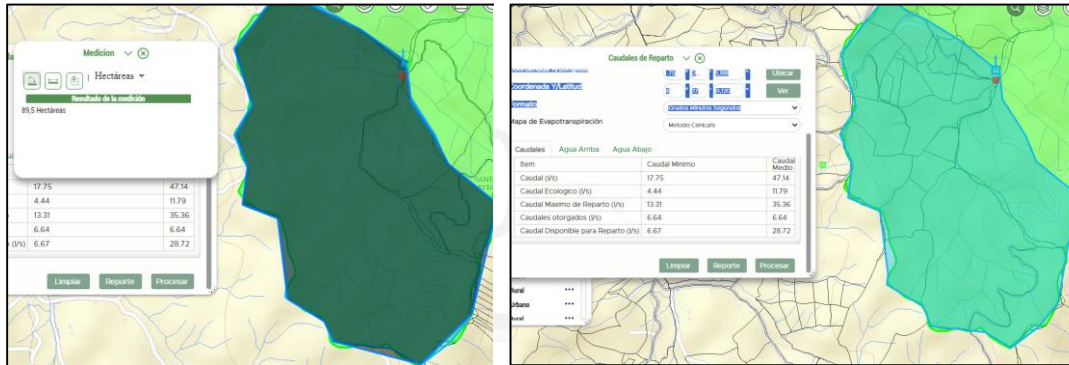 Medicion
Hectáreas
Resultado de la medición
89,5 Hectáreas
17.75 47.14
4.44 11.79
13.31 35.36
6.64 6.64
(l/s) 6.67 28.72
Limpiar Reporte Procesar
Caudales de Reparto
Ubicar
Coordenada Y/Latitud Ver
Formato Grados Minutos Segundos
Mapa de Evapotranspiración Método Cenicafe
Caudales Agua Arriba Agua Abajo
Item Caudal Minimo Caudal Medio
Caudal (l/s) 17.75 47.14
Caudal Ecologico (l/s) 4.44 11.79
Caudal Maximo de Reparto (l/s) 13.31 35.36
Caudales otorgados (l/s) 6.64 6.64
Caudal Disponible para Reparto (l/s) 6.67 28.72
Limpiar Reporte Procesar
Rural
Urbano
Rural